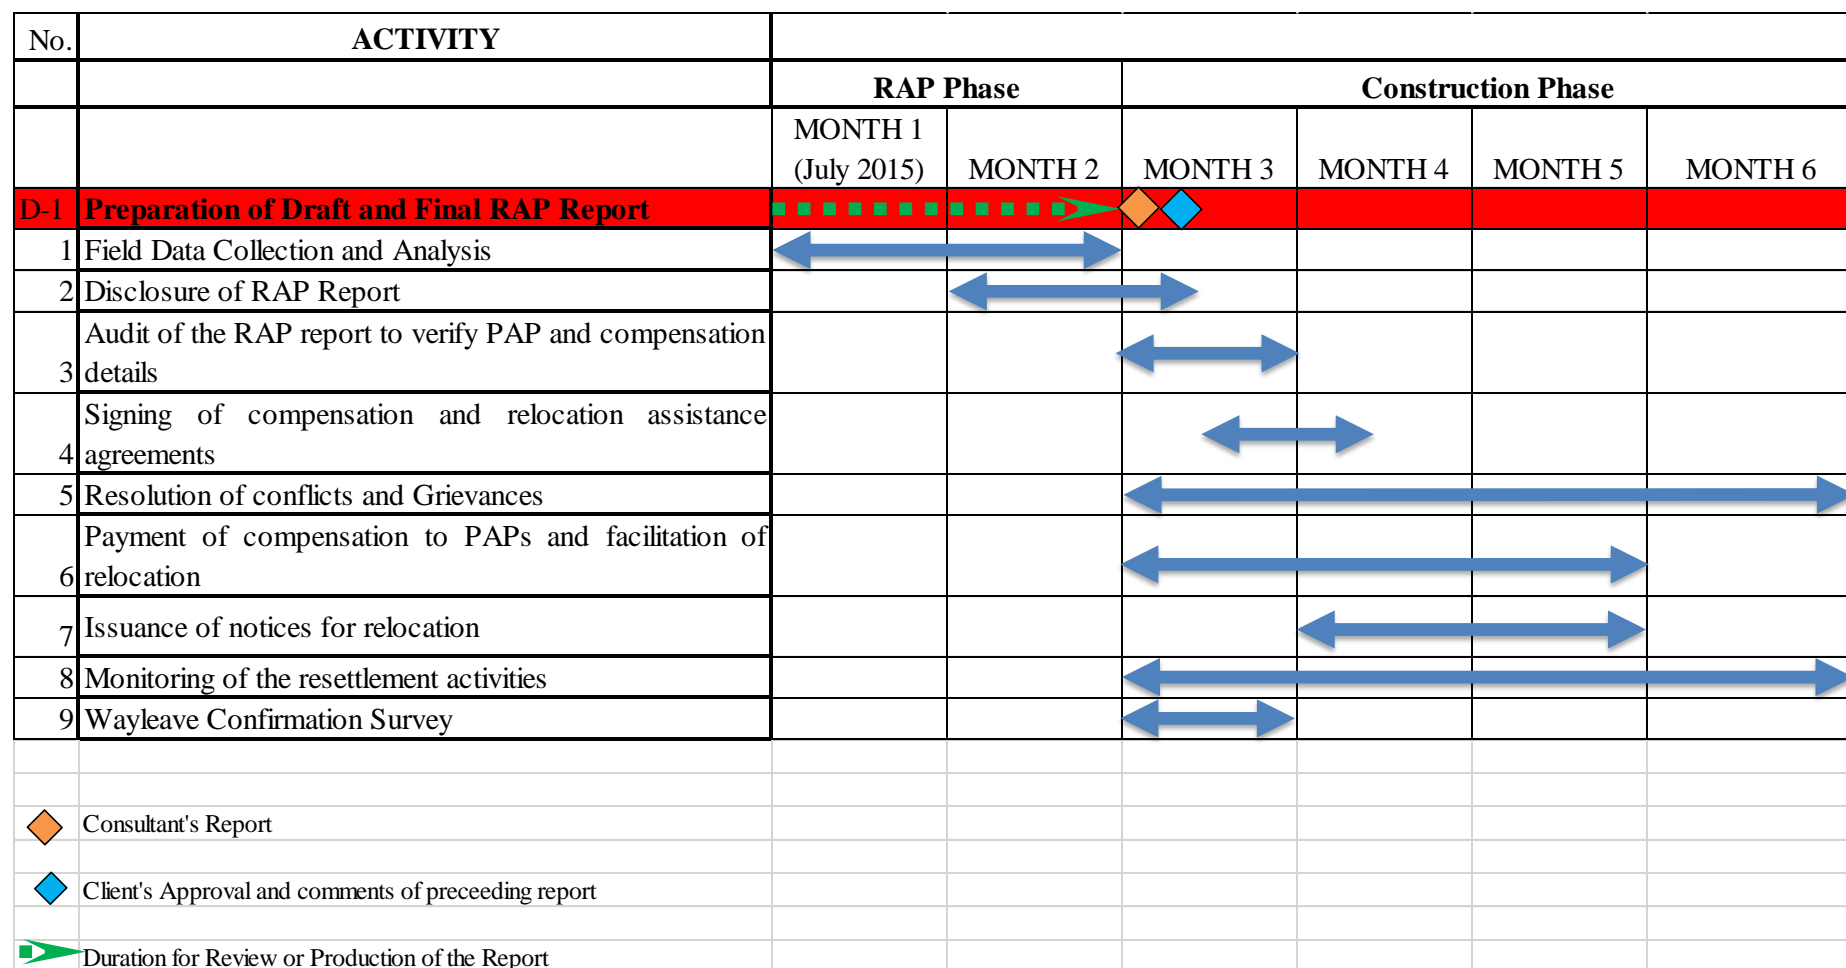 No. ACTIVITY
RAP Phase Construction Phase
MONTH 1
(July 2015) MONTH 2 MONTH 3 MONTH 4 MONTH 5 MONTH 6
D-1 Preparation of Draft and Final RAP Report
1 Field Data Collection and Analysis
2 Disclosure of RAP Report
Audit of the RAP report to verify PAP and compensation
3 details
Signing of compensation and relocation assistance
4 agreements
5 Resolution of conflicts and Grievances
Payment of compensation to PAPs and facilitation of
6 relocation
7 Issuance of notices for relocation
8 Monitoring of the resettlement activities
9 Wayleave Confirmation Survey
Consultant's Report
Client's Approval and comments of preceeding report
Duration for Review or Production of the Report